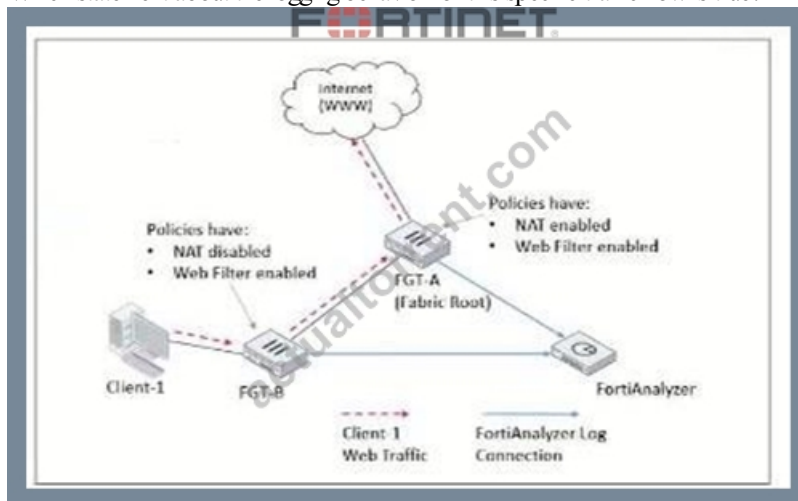 FORTINET
Internet
(WWW)
Policies have:
• NAT enabled
• Web Filter enabled
Policies have:
• NAT disabled
• Web Filter enabled
FGT-A
(Fabric Root)
Client-1
FGT-B
FortiAnalyzer
Client-1
Web Traffic
FortiAnalyzer Log
Connection